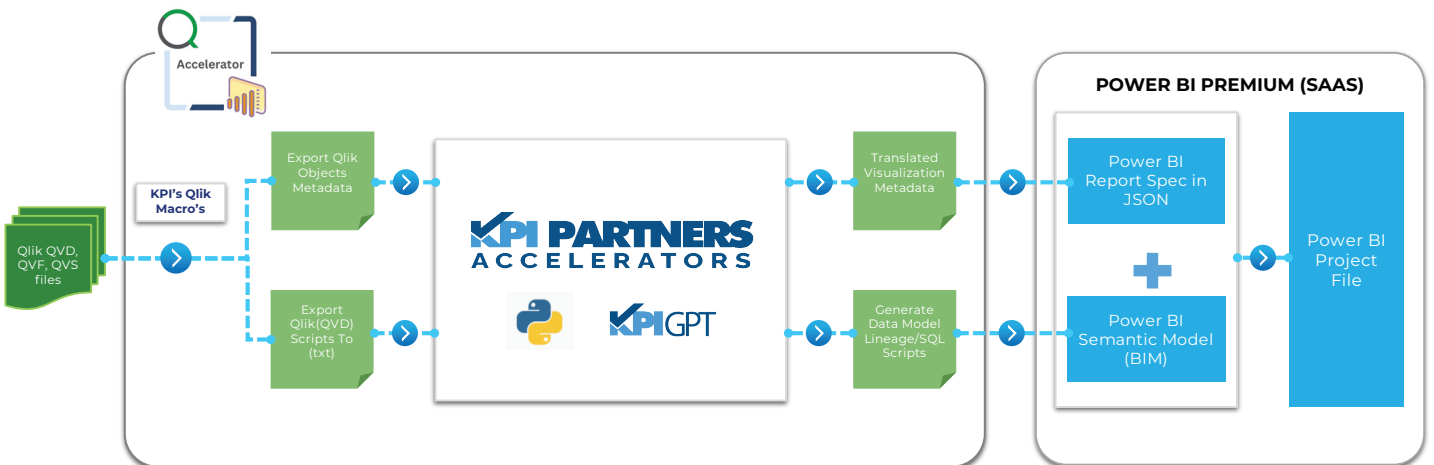 Accelerator
POWER BI PREMIUM (SAAS)
Qlik QVD,
QVF, QVS
files
KPI's Qlik
Macro's
Export Qlik
Objects
Metadata
Export
Qlik(QVD)
Scripts To
(txt)
KPI PARTNERS
ACCELERATORS
KPIGPT
Translated
Visualization
Metadata
Generate
Data Model
Lineage/SQL
Scripts
Power BI
Report Spec in
JSON
Power BI
Semantic Model
(BIM)
Power BI
Project
File